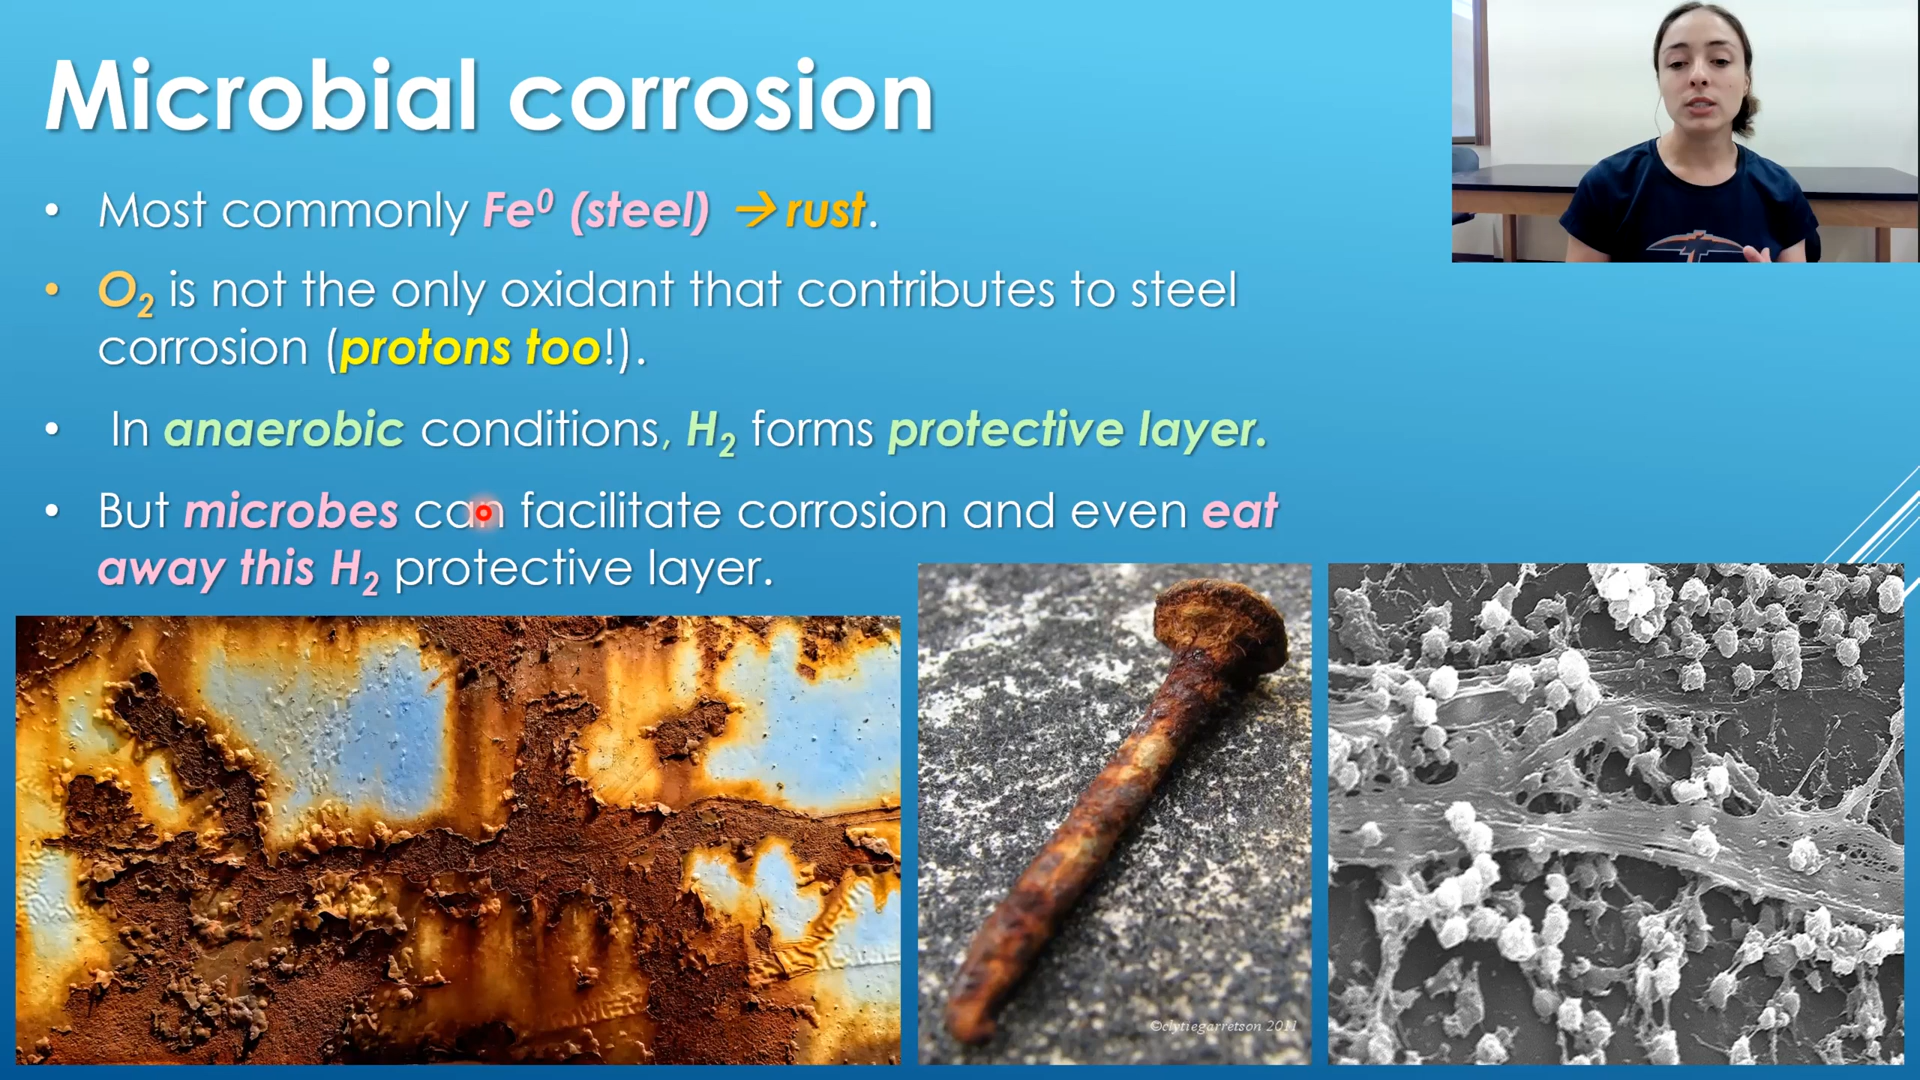 Microbial corrosion
• Most commonly Fe⁰ (steel) → rust.
• O₂ is not the only oxidant that contributes to steel
corrosion (protons too!).
• In anaerobic conditions, H₂ forms protective layer.
• But microbes can facilitate corrosion and even eat
away this H₂ protective layer.
©clytiegarretson 2011